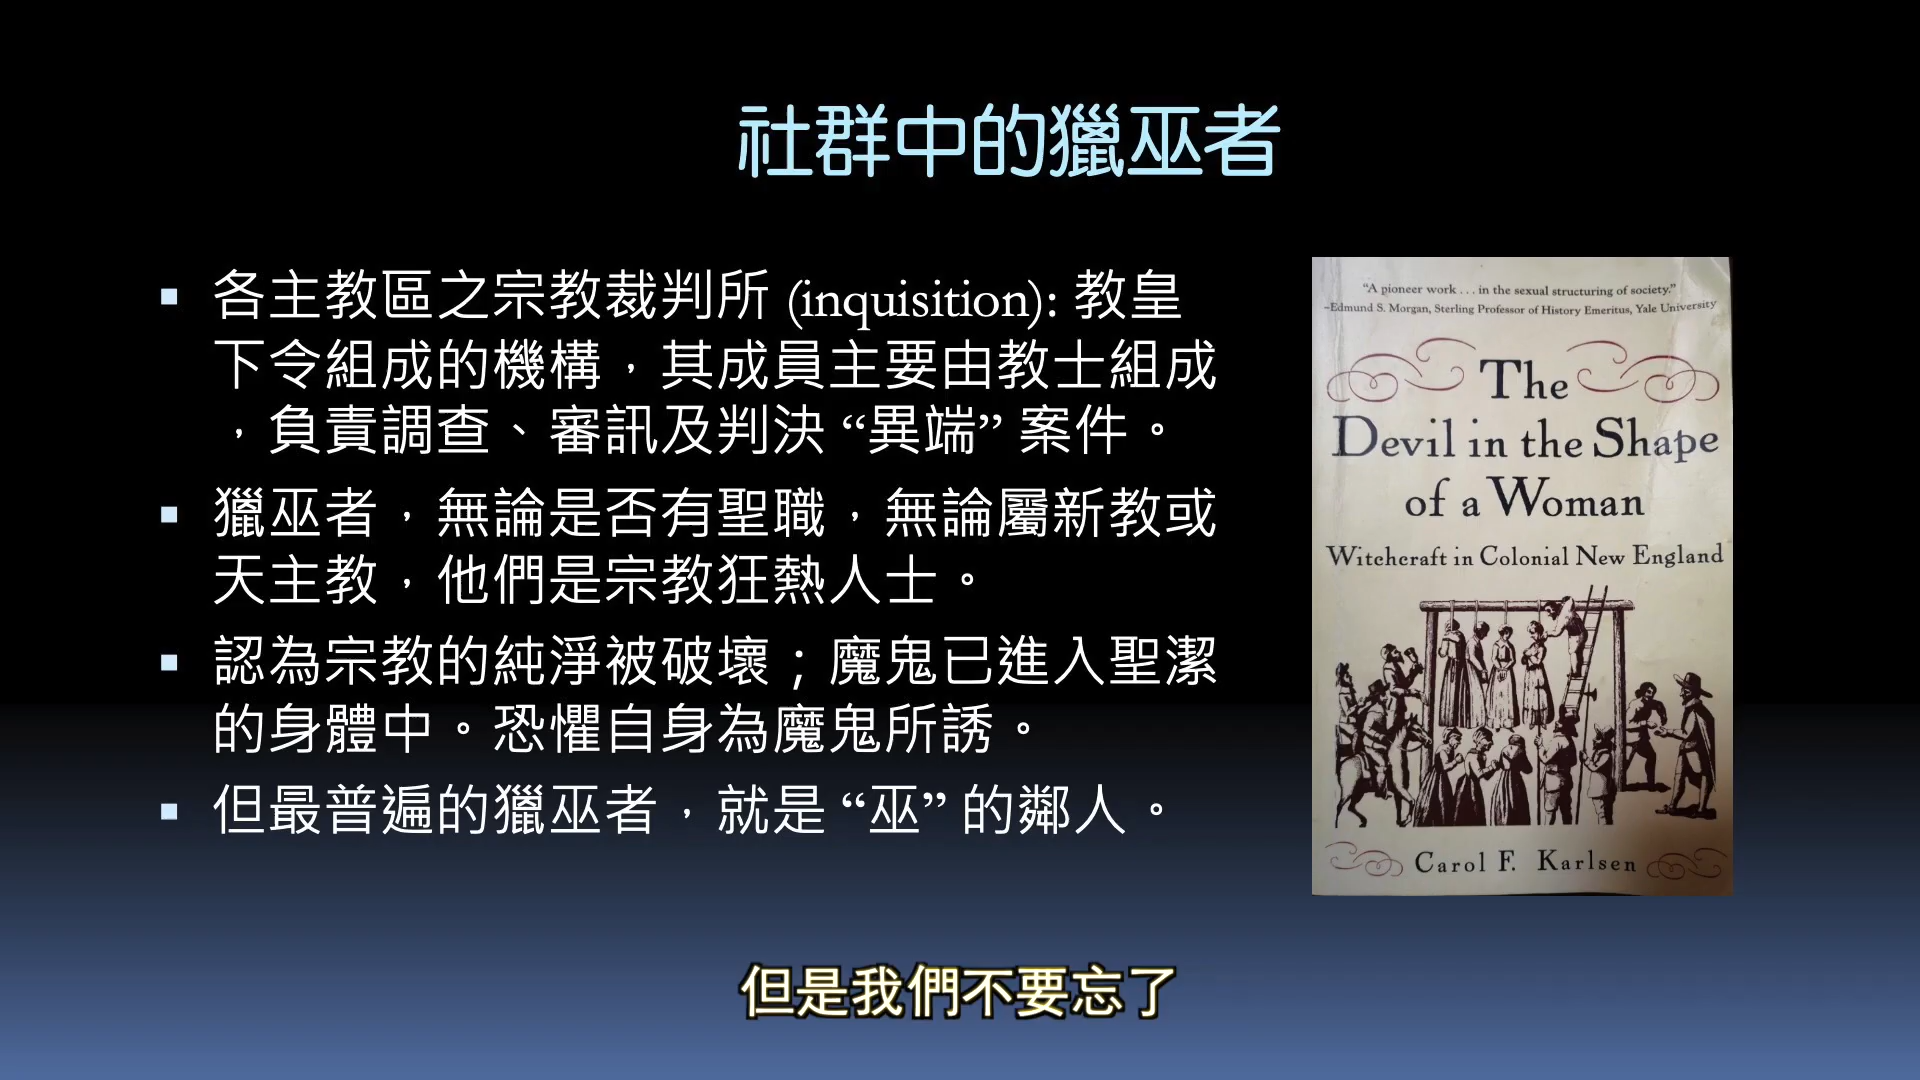 社群中的獵巫者
各主教區之宗教裁判所 (inquisition): 教皇
下令組成的機構，其成員主要由教士組成
，負責調查、審訊及判決 “異端” 案件。
獵巫者，無論是否有聖職，無論屬新教或
天主教，他們是宗教狂熱人士。
認為宗教的純淨被破壞；魔鬼已進入聖潔
的身體中。恐懼自身為魔鬼所誘。
但最普遍的獵巫者，就是 “巫” 的鄰人。
“A pioneer work . . . in the sexual structuring of society.”
–Edmund S. Morgan, Sterling Professor of History Emeritus, Yale University
The
Devil in the Shape
of a Woman
Witchcraft in Colonial New England
Carol F. Karlsen
但是我們不要忘了